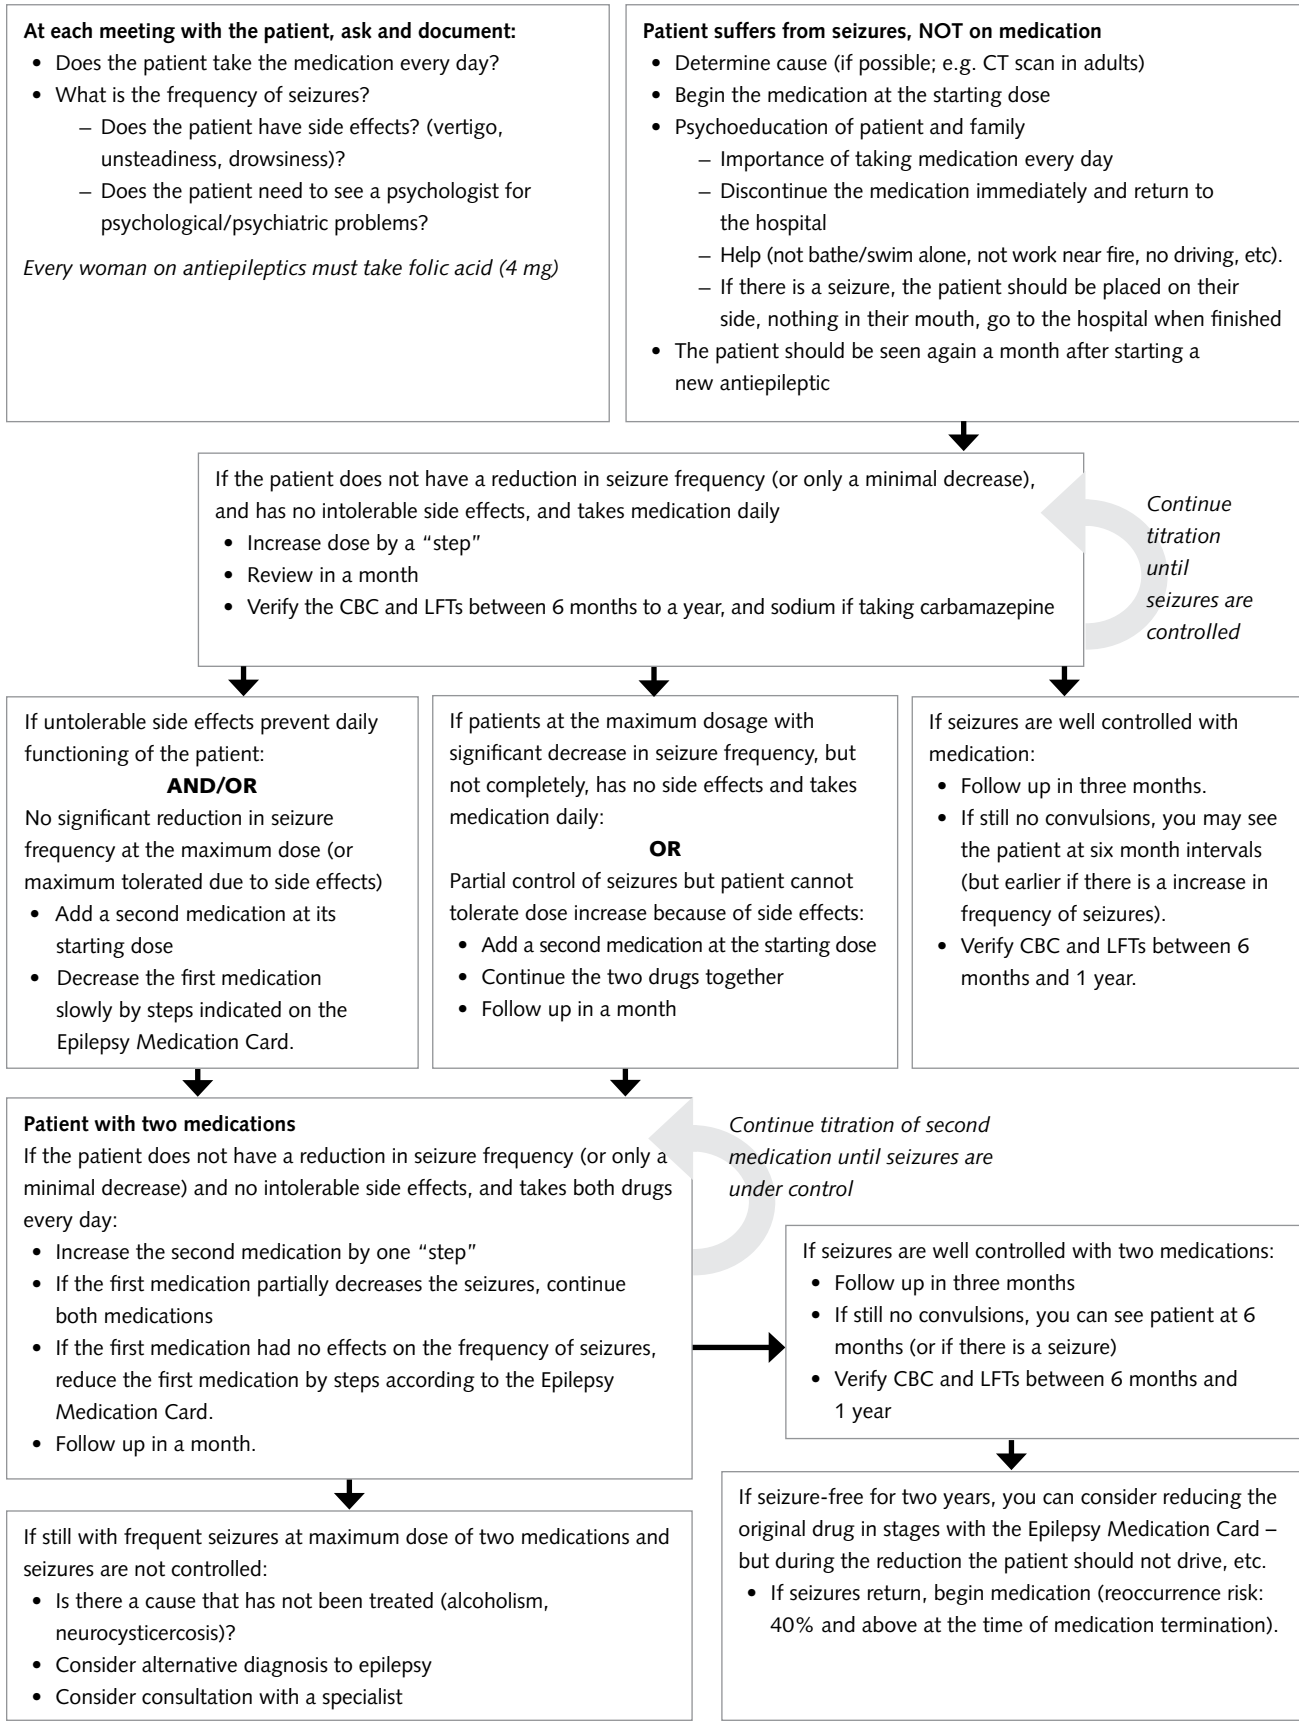 At each meeting with the patient, ask and document:
• Does the patient take the medication every day?
• What is the frequency of seizures?
– Does the patient have side effects? (vertigo,
unsteadiness, drowsiness)?
– Does the patient need to see a psychologist for
psychological/psychiatric problems?
Every woman on antiepileptics must take folic acid (4 mg)
Patient suffers from seizures, NOT on medication
• Determine cause (if possible; e.g. CT scan in adults)
• Begin the medication at the starting dose
• Psychoeducation of patient and family
– Importance of taking medication every day
– Discontinue the medication immediately and return to
the hospital
– Help (not bathe/swim alone, not work near fire, no driving, etc).
– If there is a seizure, the patient should be placed on their
side, nothing in their mouth, go to the hospital when finished
• The patient should be seen again a month after starting a
new antiepileptic
If the patient does not have a reduction in seizure frequency (or only a minimal decrease),
and has no intolerable side effects, and takes medication daily
• Increase dose by a “step”
• Review in a month
• Verify the CBC and LFTs between 6 months to a year, and sodium if taking carbamazepine
Continue
titration
until
seizures are
controlled
If untolerable side effects prevent daily
functioning of the patient:
AND/OR
No significant reduction in seizure
frequency at the maximum dose (or
maximum tolerated due to side effects)
• Add a second medication at its
starting dose
• Decrease the first medication
slowly by steps indicated on the
Epilepsy Medication Card.
If patients at the maximum dosage with
significant decrease in seizure frequency, but
not completely, has no side effects and takes
medication daily:
OR
Partial control of seizures but patient cannot
tolerate dose increase because of side effects:
• Add a second medication at the starting dose
• Continue the two drugs together
• Follow up in a month
If seizures are well controlled with
medication:
• Follow up in three months.
• If still no convulsions, you may see
the patient at six month intervals
(but earlier if there is a increase in
frequency of seizures).
• Verify CBC and LFTs between 6
months and 1 year.
Patient with two medications
If the patient does not have a reduction in seizure frequency (or only a
minimal decrease) and no intolerable side effects, and takes both drugs
every day:
• Increase the second medication by one “step”
• If the first medication partially decreases the seizures, continue
both medications
• If the first medication had no effects on the frequency of seizures,
reduce the first medication by steps according to the Epilepsy
Medication Card.
• Follow up in a month.
Continue titration of second
medication until seizures are
under control
If seizures are well controlled with two medications:
• Follow up in three months
• If still no convulsions, you can see patient at 6
months (or if there is a seizure)
• Verify CBC and LFTs between 6 months and
1 year
If still with frequent seizures at maximum dose of two medications and
seizures are not controlled:
• Is there a cause that has not been treated (alcoholism,
neurocysticercosis)?
• Consider alternative diagnosis to epilepsy
• Consider consultation with a specialist
If seizure-free for two years, you can consider reducing the
original drug in stages with the Epilepsy Medication Card –
but during the reduction the patient should not drive, etc.
• If seizures return, begin medication (reoccurrence risk:
40% and above at the time of medication termination).